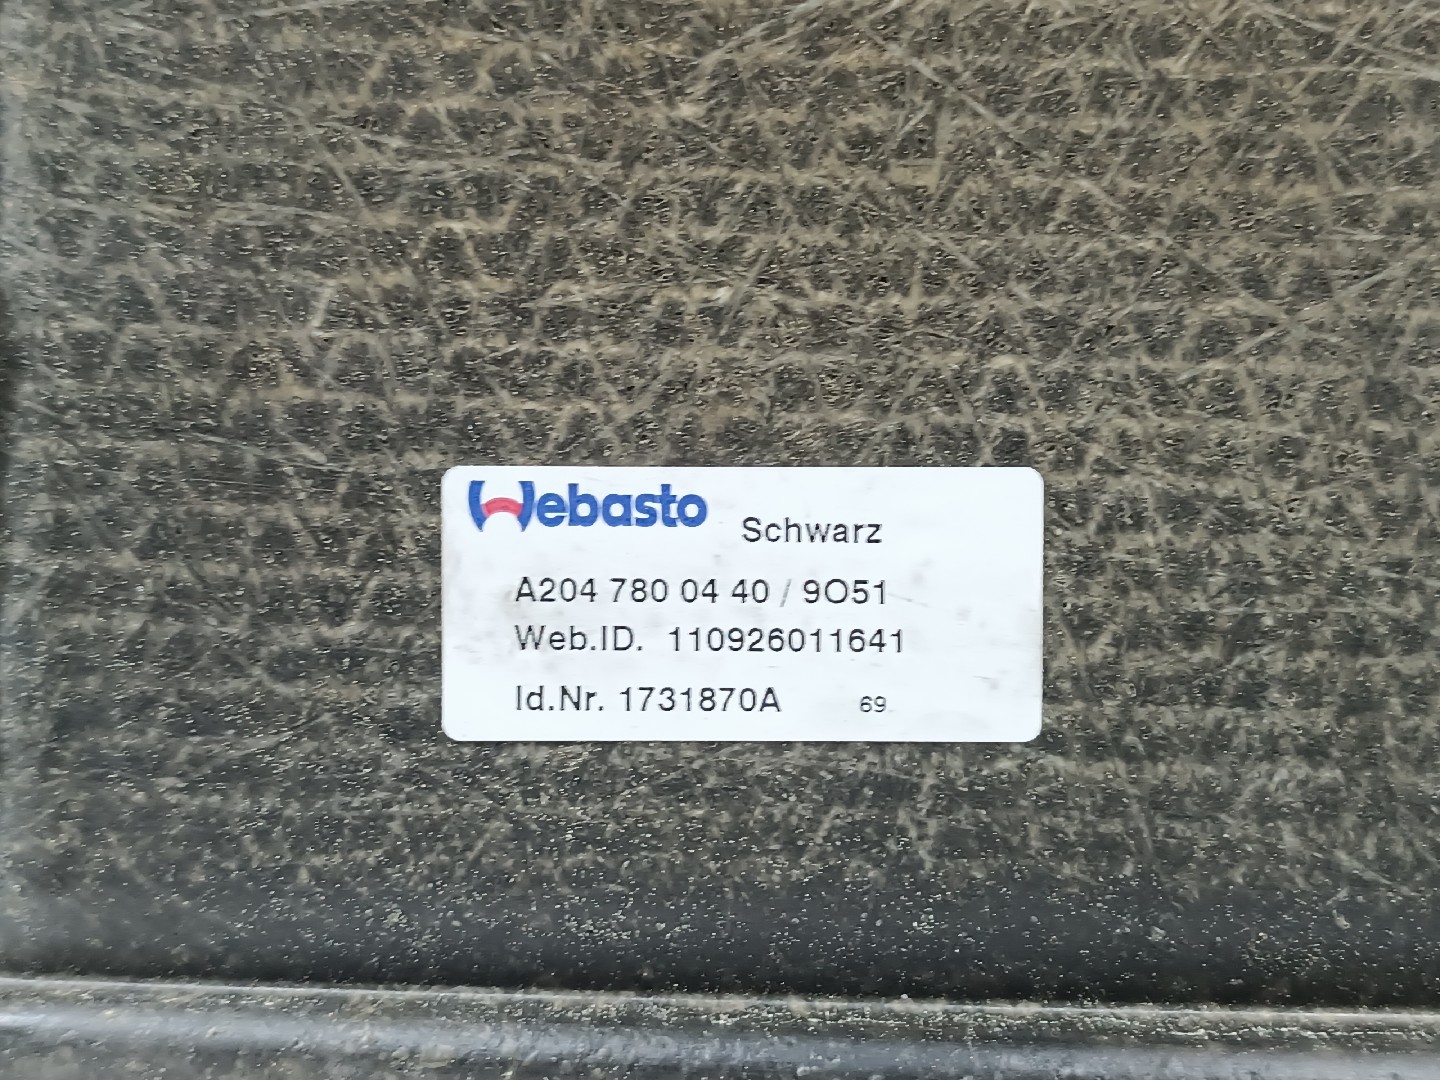 Webasto Schwarz
A204 780 04 40 / 9O51
Web.ID. 110926011641
Id.Nr. 1731870A 69